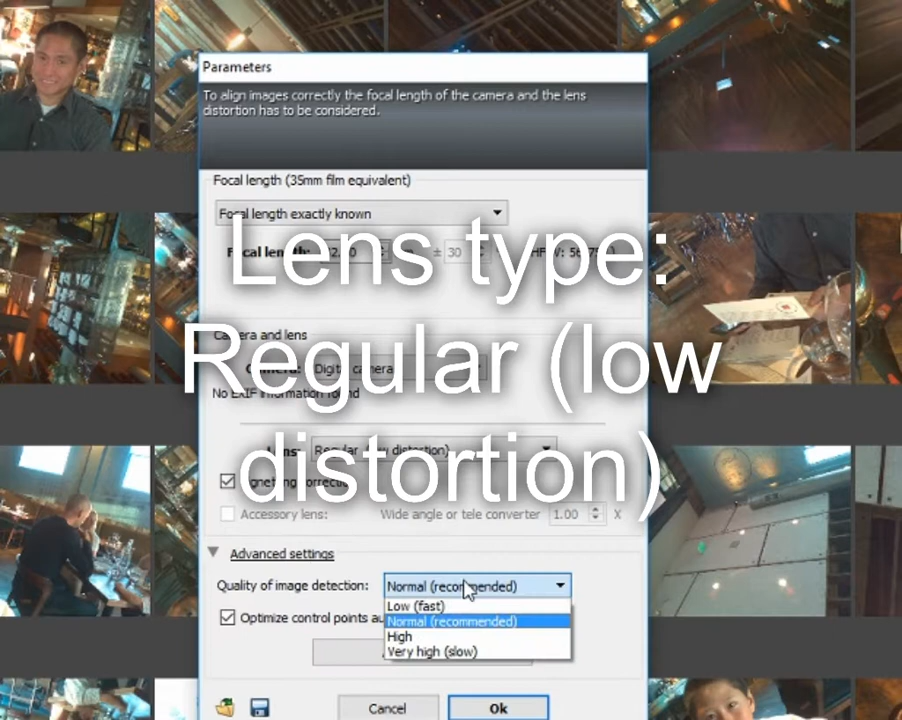 Parameters
To align images correctly the focal length of the camera and the lens
distortion has to be considered.
Focal length (35mm film equivalent)
Focal length exactly known
Lens type:
Regular (low
distortion)
± 30
Digital camera
No EXIF information found
Lens:
Accessory lens: Wide angle or tele converter 1.00 X
Advanced settings
Quality of image detection: Normal (recommended)
Low (fast)
Normal (recommended)
High
Very high (slow)
Optimize control points
Cancel Ok